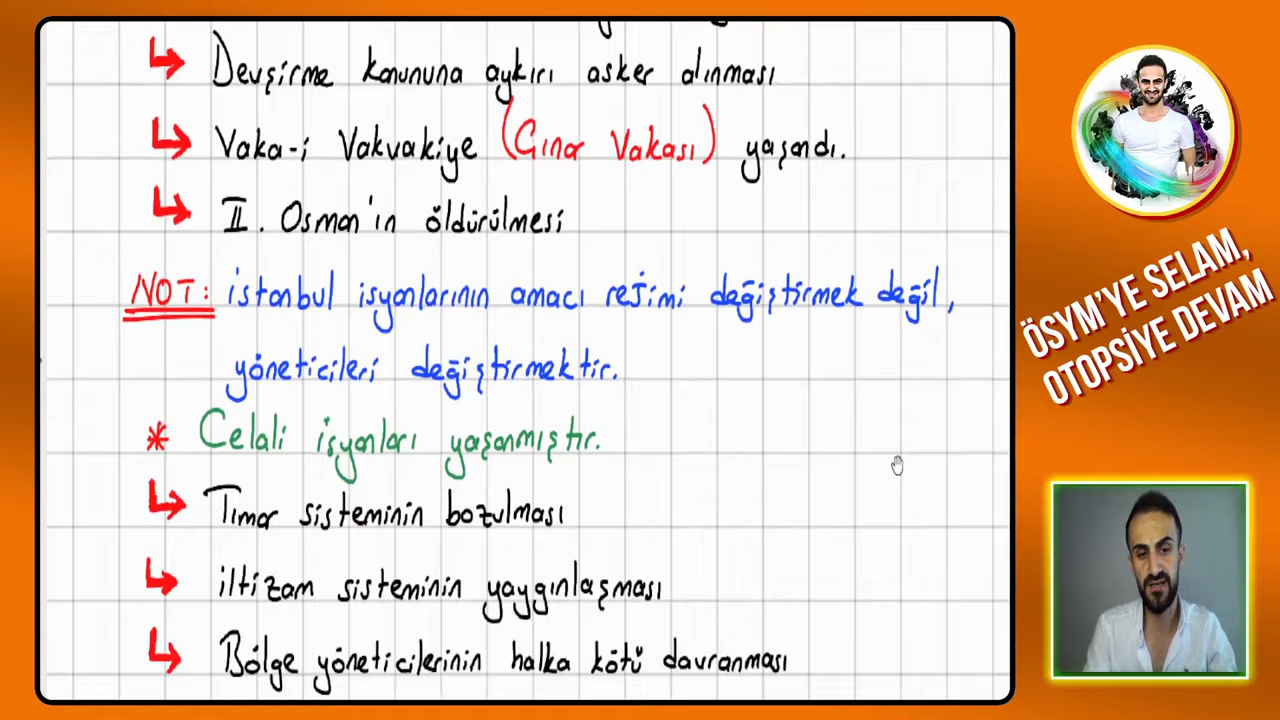 Devşirme kanununa aykırı asker alınması
Vaka-i Vakvakiye (Çınar Vakası) yaşandı.
II. Osman'ın öldürülmesi
NOT: İstanbul isyanlarının amacı rejimi değiştirmek değil,
yöneticileri değiştirmektir.
* Celali isyanları yaşanmıştır.
Tımar sisteminin bozulması
iltizam sisteminin yaygınlaşması
Bölge yöneticilerinin halka kötü davranması
ÖSYM'YE SELAM,
OTOPSİYE DEVAM